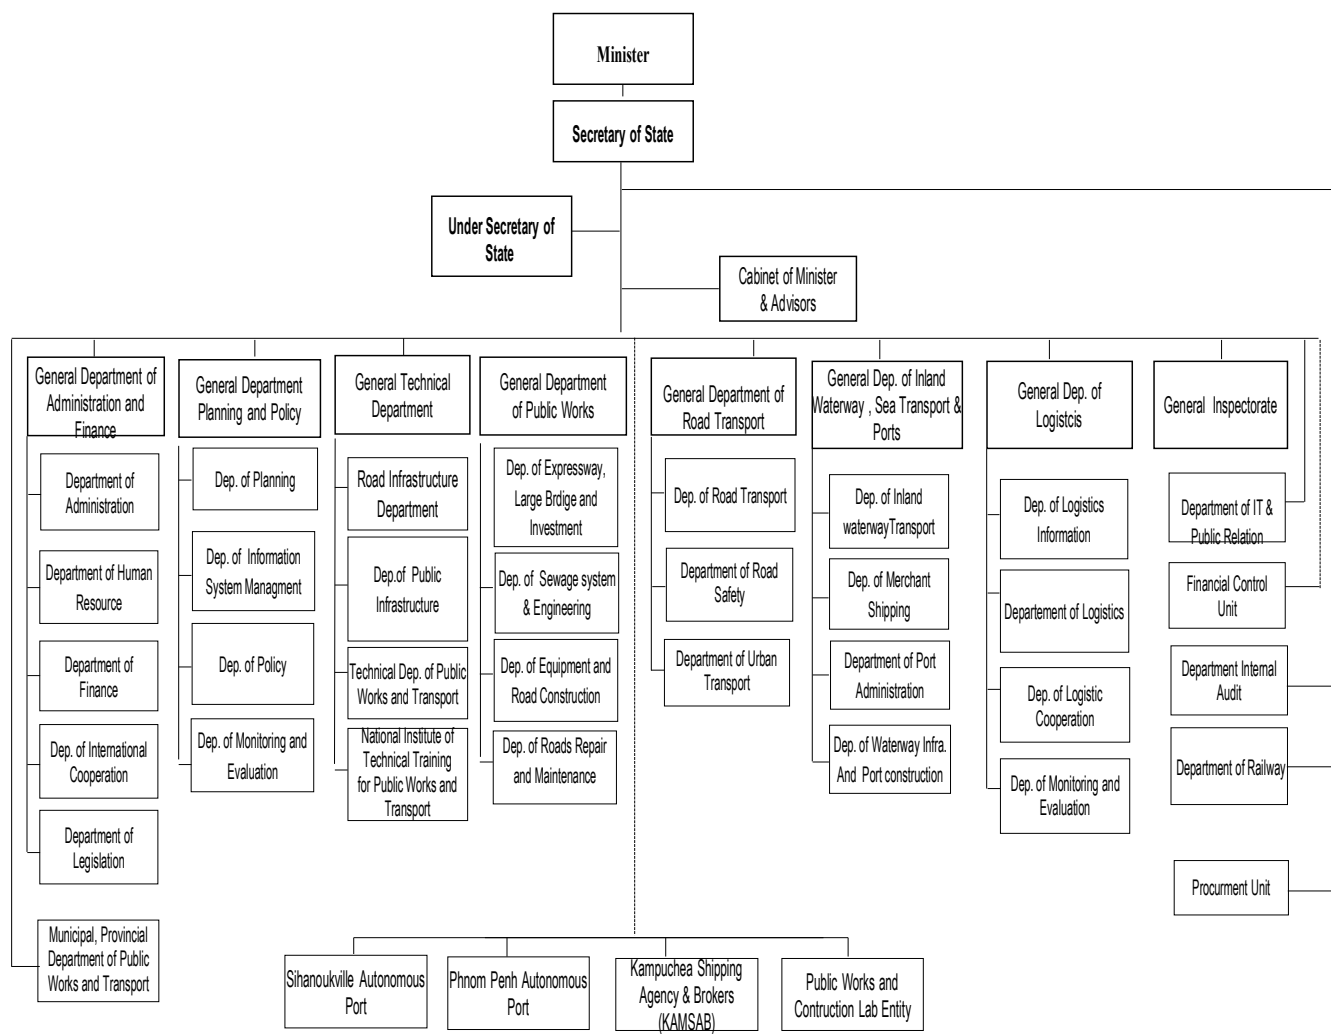 Minister
Secretary of State
Under Secretary of
State
Cabinet of Minister
& Advisors
General Department of
Administration and
Finance
General Department
Planning and Policy
General Technical
Department
General Department
of Public Works
General Department of
Road Transport
General Dep. of Inland
Waterway , Sea Transport &
Ports
General Dep. of
Logistcis
General Inspectorate
Department of
Administration
Department of Human
Resource
Department of
Finance
Dep. of International
Cooperation
Department of
Legislation
Municipal, Provincial
Department of Public
Works and Transport
Dep. of Planning
Dep. of Information
System Managment
Dep. of Policy
Dep. of Monitoring and
Evaluation
Road Infrastructure
Department
Dep.of Public
Infrastructure
Technical Dep. of Public
Works and Transport
National Institute of
Technical Training
for Public Works and
Transport
Dep. of Expressway,
Large Brdige and
Investment
Dep. of Sewage system
& Engineering
Dep. of Equipment and
Road Construction
Dep. of Roads Repair
and Maintenance
Dep. of Road Transport
Department of Road
Safety
Department of Urban
Transport
Dep. of Inland
waterwayTransport
Dep. of Merchant
Shipping
Department of Port
Administration
Dep. of Waterway Infra.
And Port construction
Dep. of Logistics
Information
Departement of Logistics
Dep. of Logistic
Cooperation
Dep. of Monitoring and
Evaluation
Department of IT &
Public Relation
Financial Control
Unit
Department Internal
Audit
Department of Railway
Procurment Unit
Sihanoukville Autonomous
Port
Phnom Penh Autonomous
Port
Kampuchea Shipping
Agency & Brokers
(KAMSAB)
Public Works and
Contruction Lab Entity